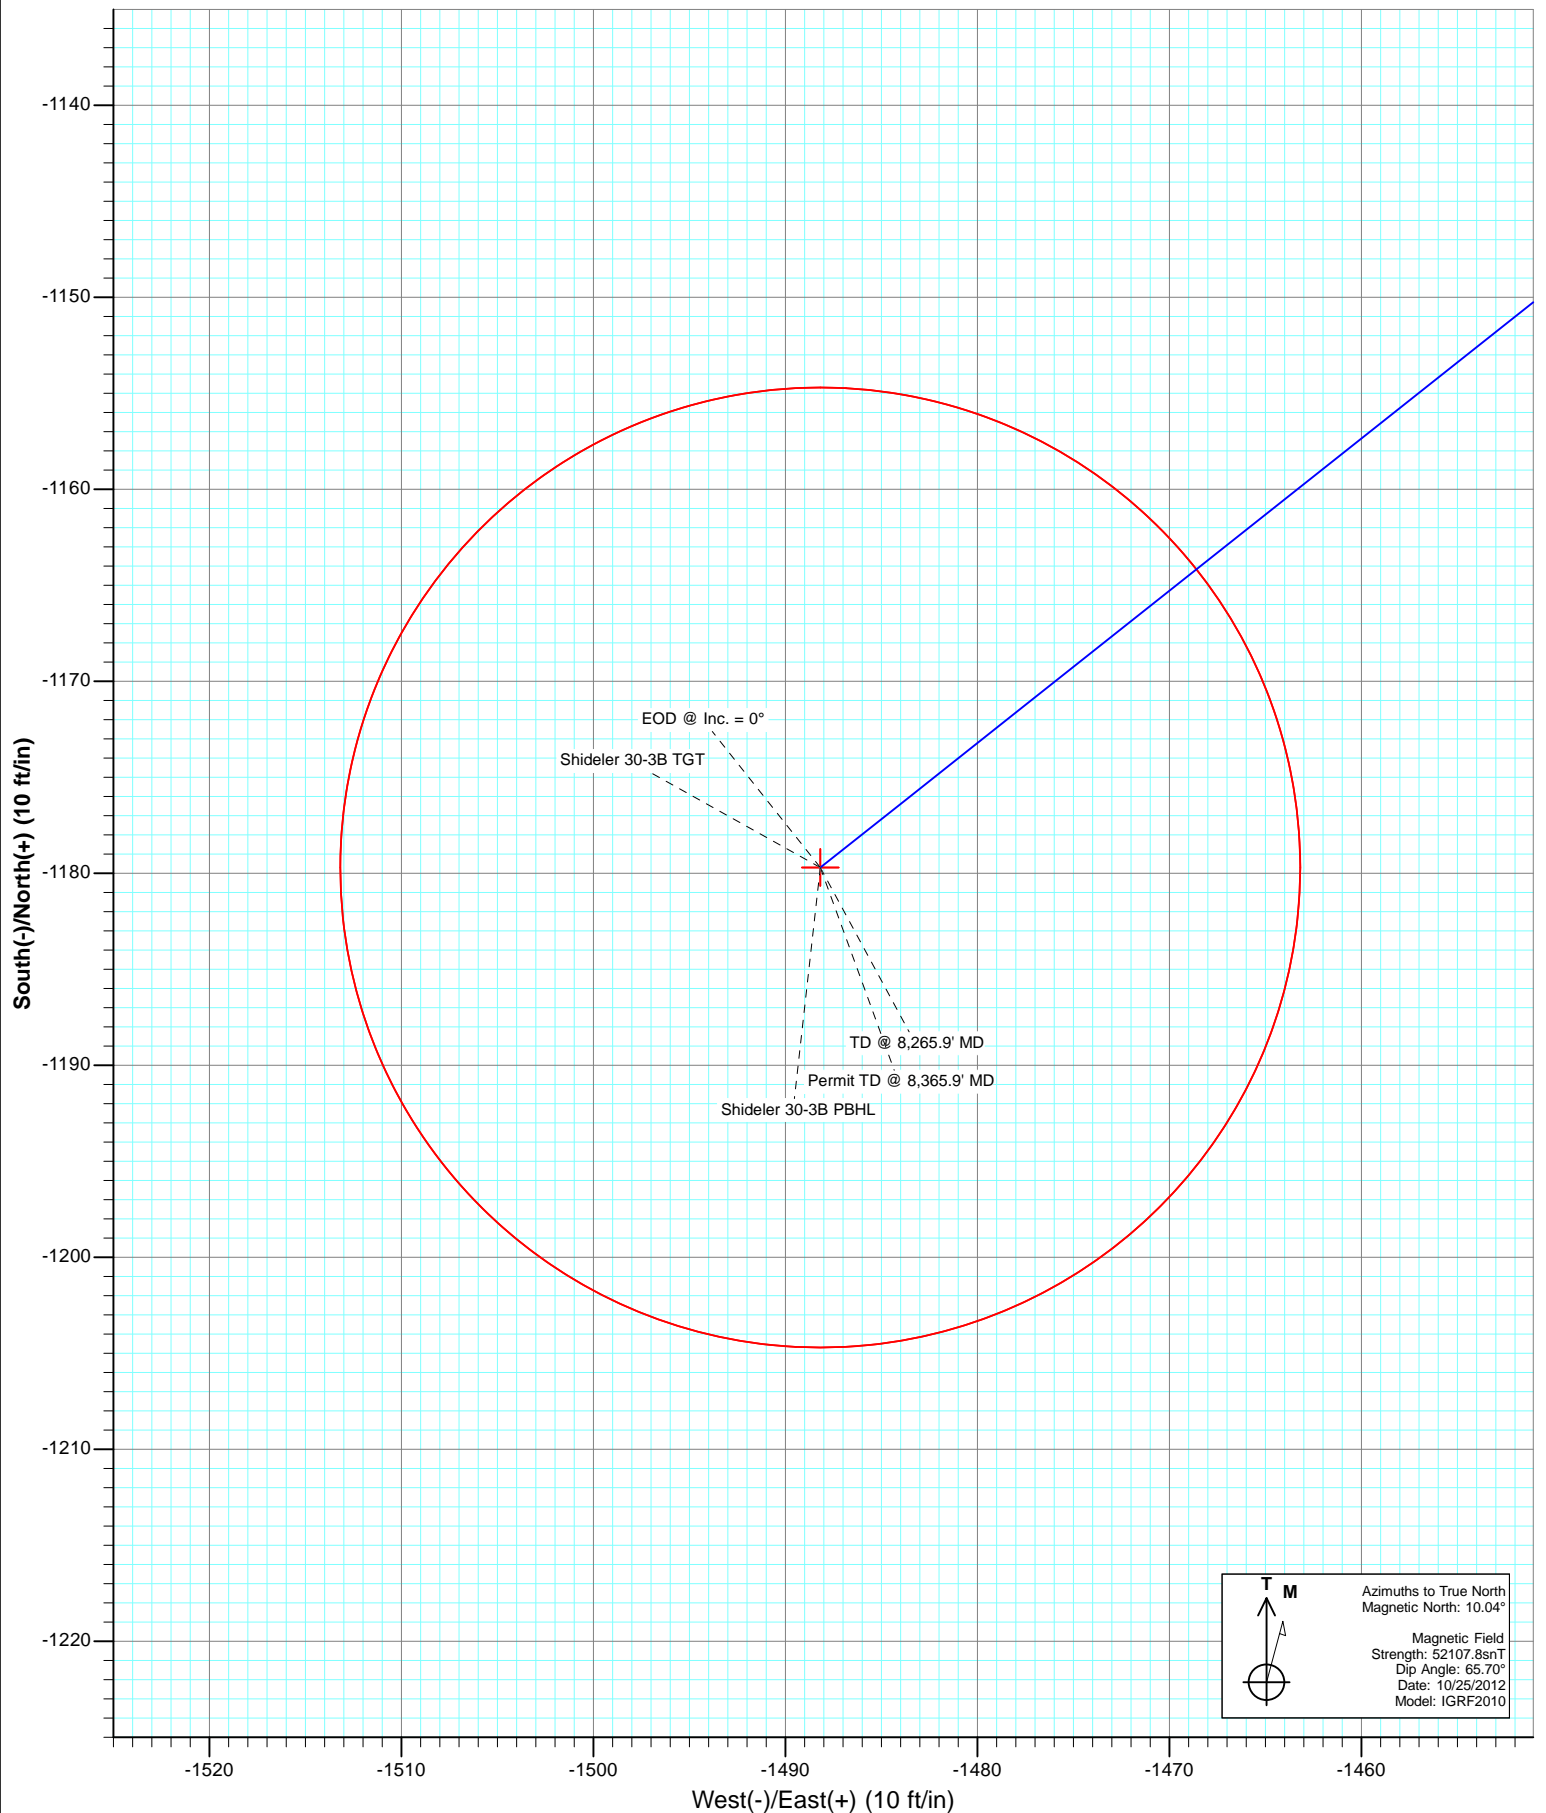 -1140
-1150
-1160
-1170
-1180
-1190
-1200
-1210
-1220
South(-)/North(+) (10 ft/in)
EOD @ Inc. = 0°
Shideler 30-3B TGT
TD @ 8,265.9' MD
Permit TD @ 8,365.9' MD
Shideler 30-3B PBHL
T M
Azimuths to True North
Magnetic North: 10.04°
Magnetic Field
Strength: 52107.8snT
Dip Angle: 65.70°
Date: 10/25/2012
Model: IGRF2010
-1520 -1510 -1500 -1490 -1480 -1470 -1460
West(-)/East(+) (10 ft/in)